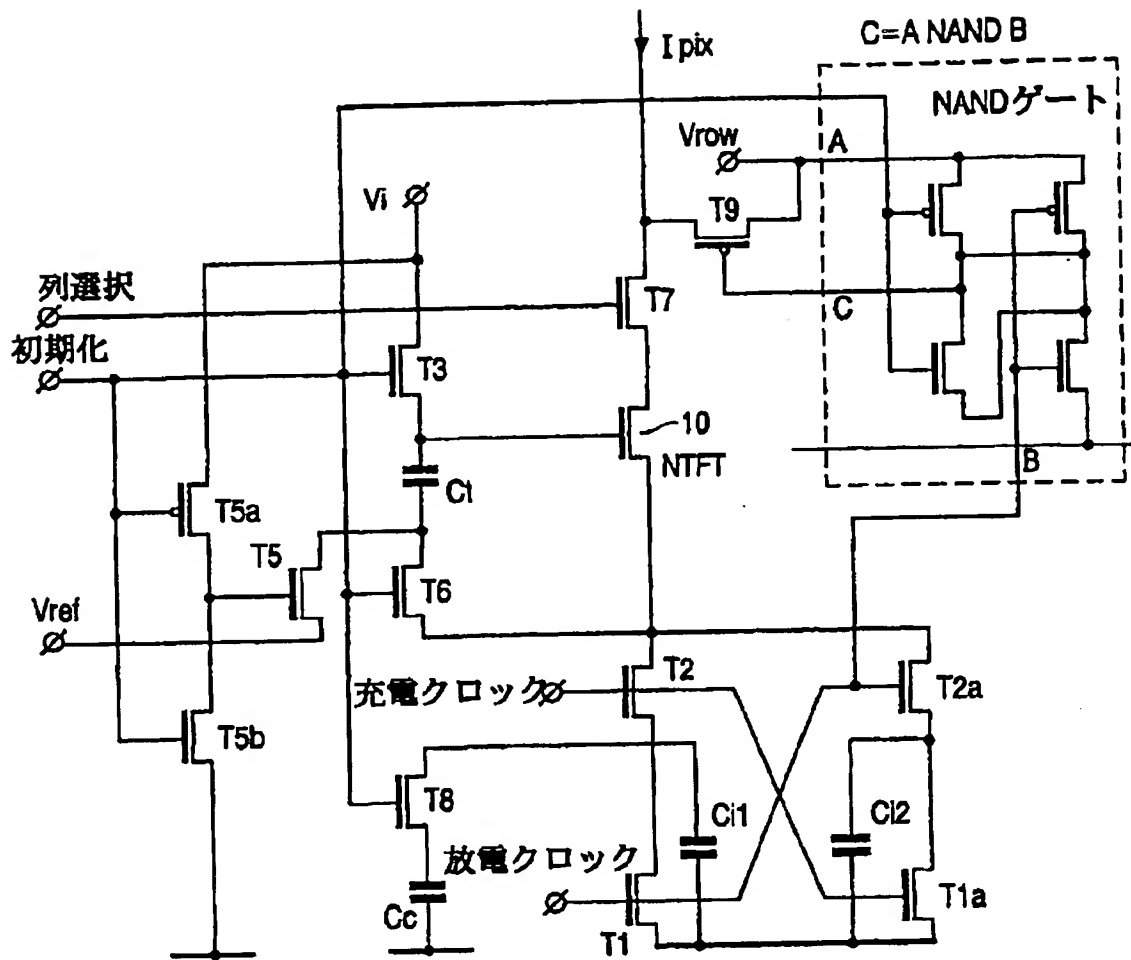 C=A NAND B
I pix
NANDゲート
Vrow
A
Vi
T9
列選択
T7
C
初期化
T3
10
NTFT
Ct
B
T5a
T5
T6
Vref
T2
充電クロック
T2a
T5b
T8
Ci1
Ci2
放電クロック
Cc
T1
T1a